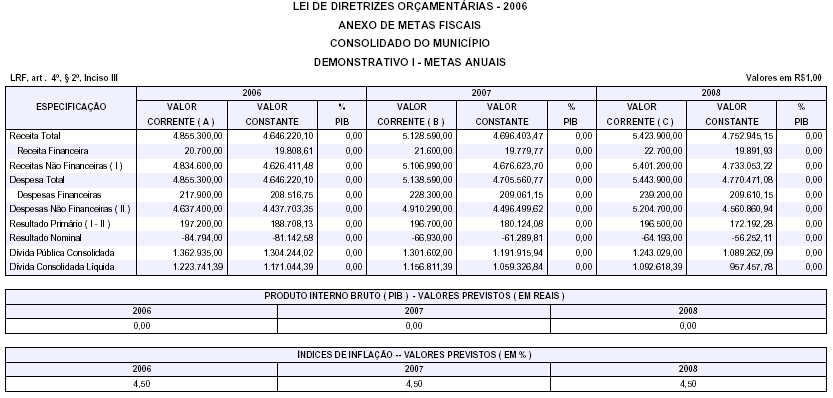 LEI DE DIRETRIZES ORÇAMENTÁRIAS - 2006
ANEXO DE METAS FISCAIS
CONSOLIDADO DO MUNICÍPIO
DEMONSTRATIVO I - METAS ANUAIS
LRF, art. 4º, § 2º, Inciso III Valores em R$1,00
ESPECIFICAÇÃO 2006 2007 2008
VALOR CORRENTE ( A ) VALOR CONSTANTE % PIB VALOR CORRENTE ( B ) VALOR CONSTANTE % PIB VALOR CORRENTE ( C ) VALOR CONSTANTE % PIB
Receita Total 4.855.300,00 4.646.220,10 0,00 5.128.590,00 4.696.403,47 0,00 5.423.900,00 4.752.945,15 0,00
Receita Financeira 20.700,00 19.808,61 0,00 21.600,00 19.779,77 0,00 22.700,00 19.891,93 0,00
Receitas Não Financeiras ( I ) 4.834.600,00 4.626.411,48 0,00 5.106.990,00 4.676.623,70 0,00 5.401.200,00 4.733.053,22 0,00
Despesa Total 4.855.300,00 4.646.220,10 0,00 5.138.590,00 4.705.560,77 0,00 5.443.900,00 4.770.471,08 0,00
Despesas Financeiras 217.900,00 208.516,75 0,00 228.300,00 209.061,15 0,00 239.200,00 209.610,15 0,00
Despesas Não Financeiras ( II ) 4.637.400,00 4.437.703,35 0,00 4.910.290,00 4.496.499,62 0,00 5.204.700,00 4.560.860,94 0,00
Resultado Primário ( I - II ) 197.200,00 188.708,13 0,00 196.700,00 180.124,08 0,00 196.500,00 172.192,28 0,00
Resultado Nominal -84.794,00 -81.142,58 0,00 -66.930,00 -61.289,81 0,00 -64.193,00 -56.252,11 0,00
Dívida Pública Consolidada 1.362.935,00 1.304.244,02 0,00 1.301.602,00 1.191.915,94 0,00 1.243.029,00 1.089.262,09 0,00
Dívida Consolidada Líquida 1.223.741,39 1.171.044,39 0,00 1.156.811,39 1.059.326,84 0,00 1.092.618,39 957.457,78 0,00
PRODUTO INTERNO BRUTO ( PIB ) - VALORES PREVISTOS ( EM REAIS )
2006 2007 2008
0,00 0,00 0,00
ÍNDICES DE INFLAÇÃO -- VALORES PREVISTOS ( EM % )
2006 2007 2008
4,50 4,50 4,50